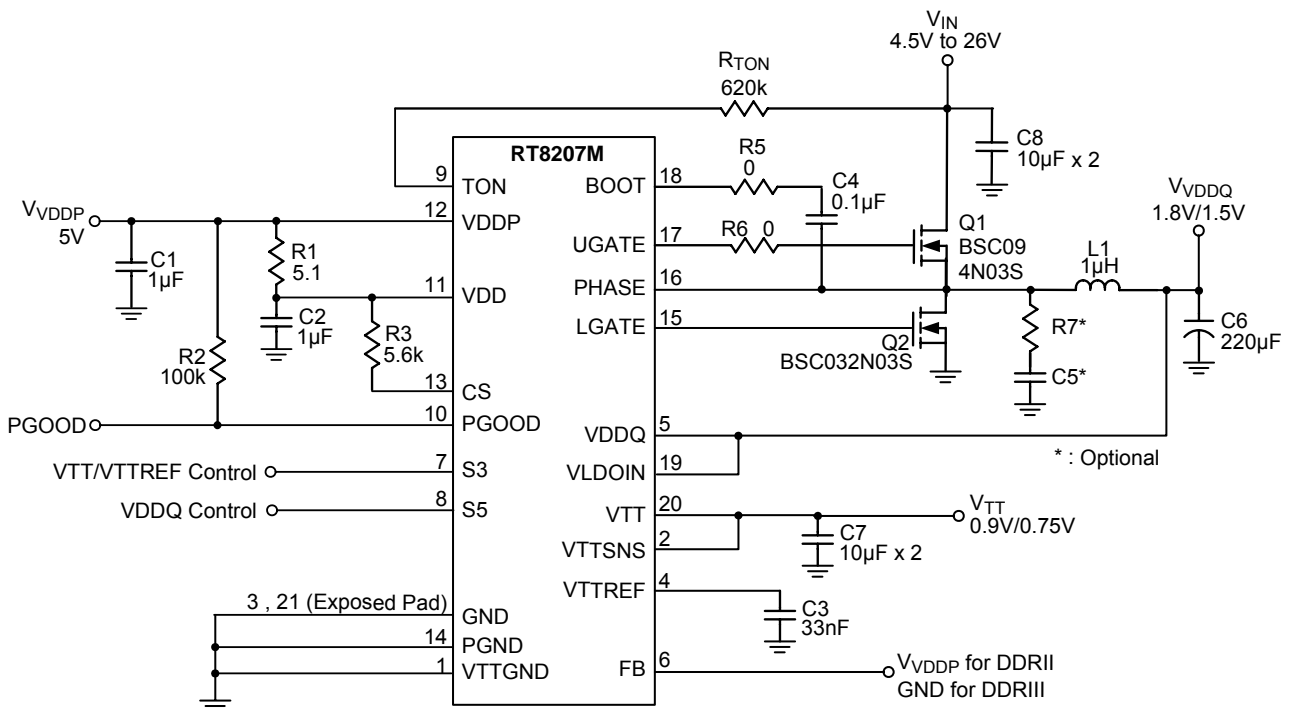 VIN
4.5V to 26V
RTON
620k
RT8207M
9
TON
BOOT
18
R5
0
C4
0.1µF
C8
10µF x 2
VVDDP
5V
12
VDDP
C1
1µF
R1
5.1
UGATE
17
R6 0
Q1
BSC09
4N03S
VVDDQ
1.8V/1.5V
L1
1µH
11
VDD
PHASE
16
C2
1µF
R3
5.6k
LGATE
15
Q2
BSC032N03S
R7*
C5*
C6
220µF
R2
100k
13
CS
PGOOD
10
PGOOD
VDDQ
5
* : Optional
VTT/VTTREF Control
7
S3
VLDOIN
19
VDDQ Control
8
S5
VTT
20
VTT
0.9V/0.75V
VTTSNS
2
C7
10µF x 2
VTTREF
4
C3
33nF
3 , 21 (Exposed Pad)
GND
14
PGND
1
VTTGND
FB
6
VVDDP for DDRII
GND for DDRIII